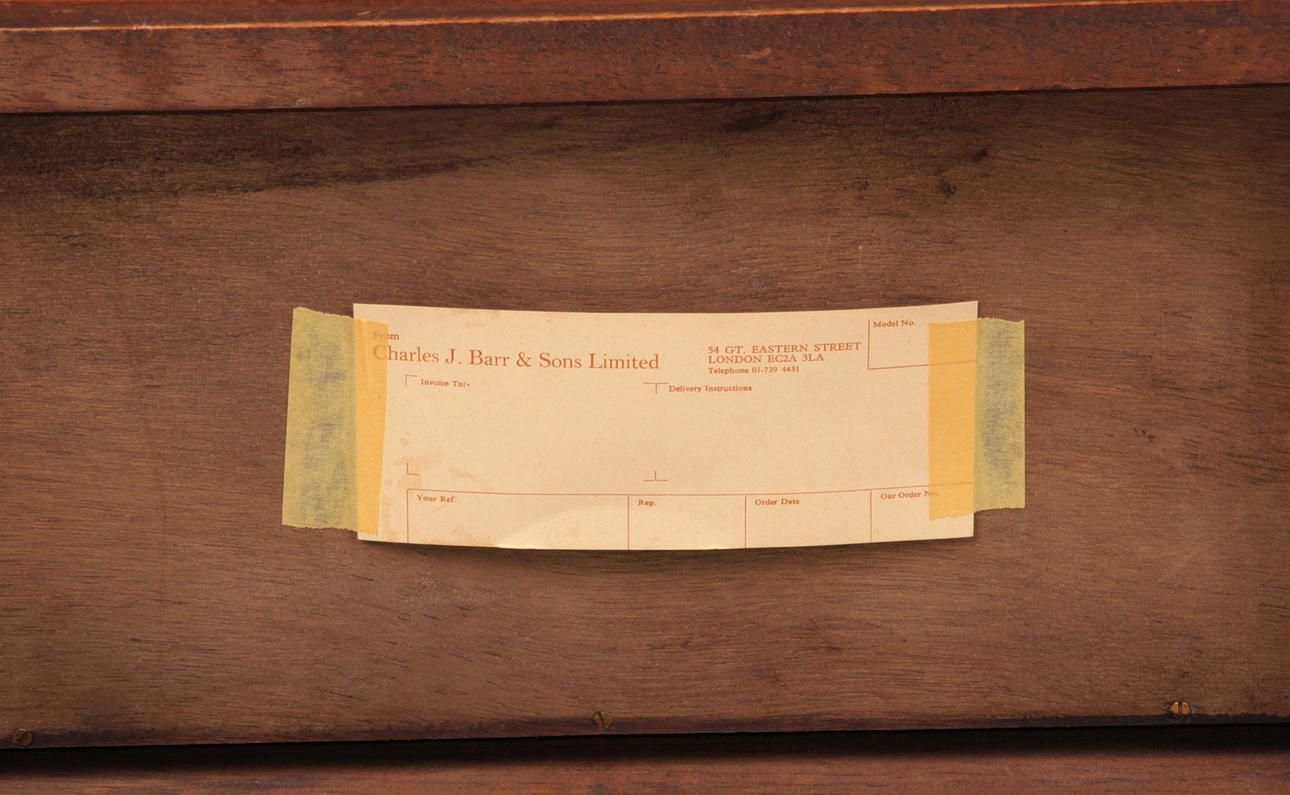 From
Charles J. Barr & Sons Limited
54 GT. EASTERN STREET
LONDON EC2A 3LA
Telephone 01-739 4431
Model No.
Invoice To:-
Delivery Instructions
Your Ref.
Rep.
Order Date
Our Order No.